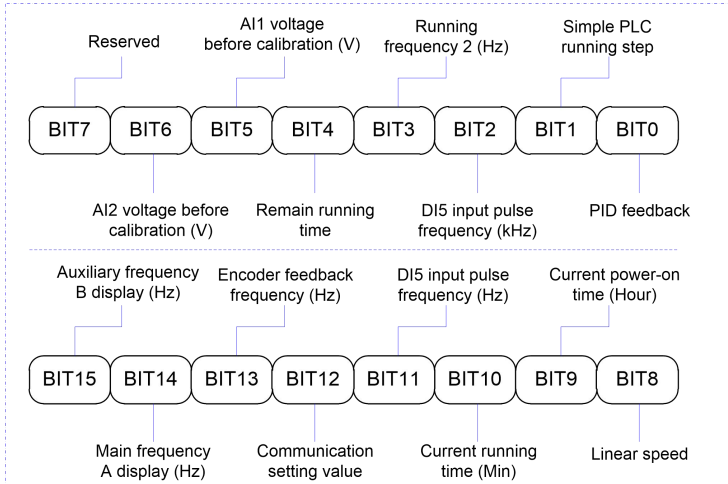 Reserved
AI1 voltage
before calibration (V)
Running
frequency 2 (Hz)
Simple PLC
running step
BIT7 BIT6 BIT5 BIT4 BIT3 BIT2 BIT1 BIT0
AI2 voltage before
calibration (V)
Remain running
time
DI5 input pulse
frequency (kHz)
PID feedback
Auxiliary frequency
B display (Hz)
Encoder feedback
frequency (Hz)
DI5 input pulse
frequency (Hz)
Current power-on
time (Hour)
BIT15 BIT14 BIT13 BIT12 BIT11 BIT10 BIT9 BIT8
Main frequency
A display (Hz)
Communication
setting value
Current running
time (Min)
Linear speed